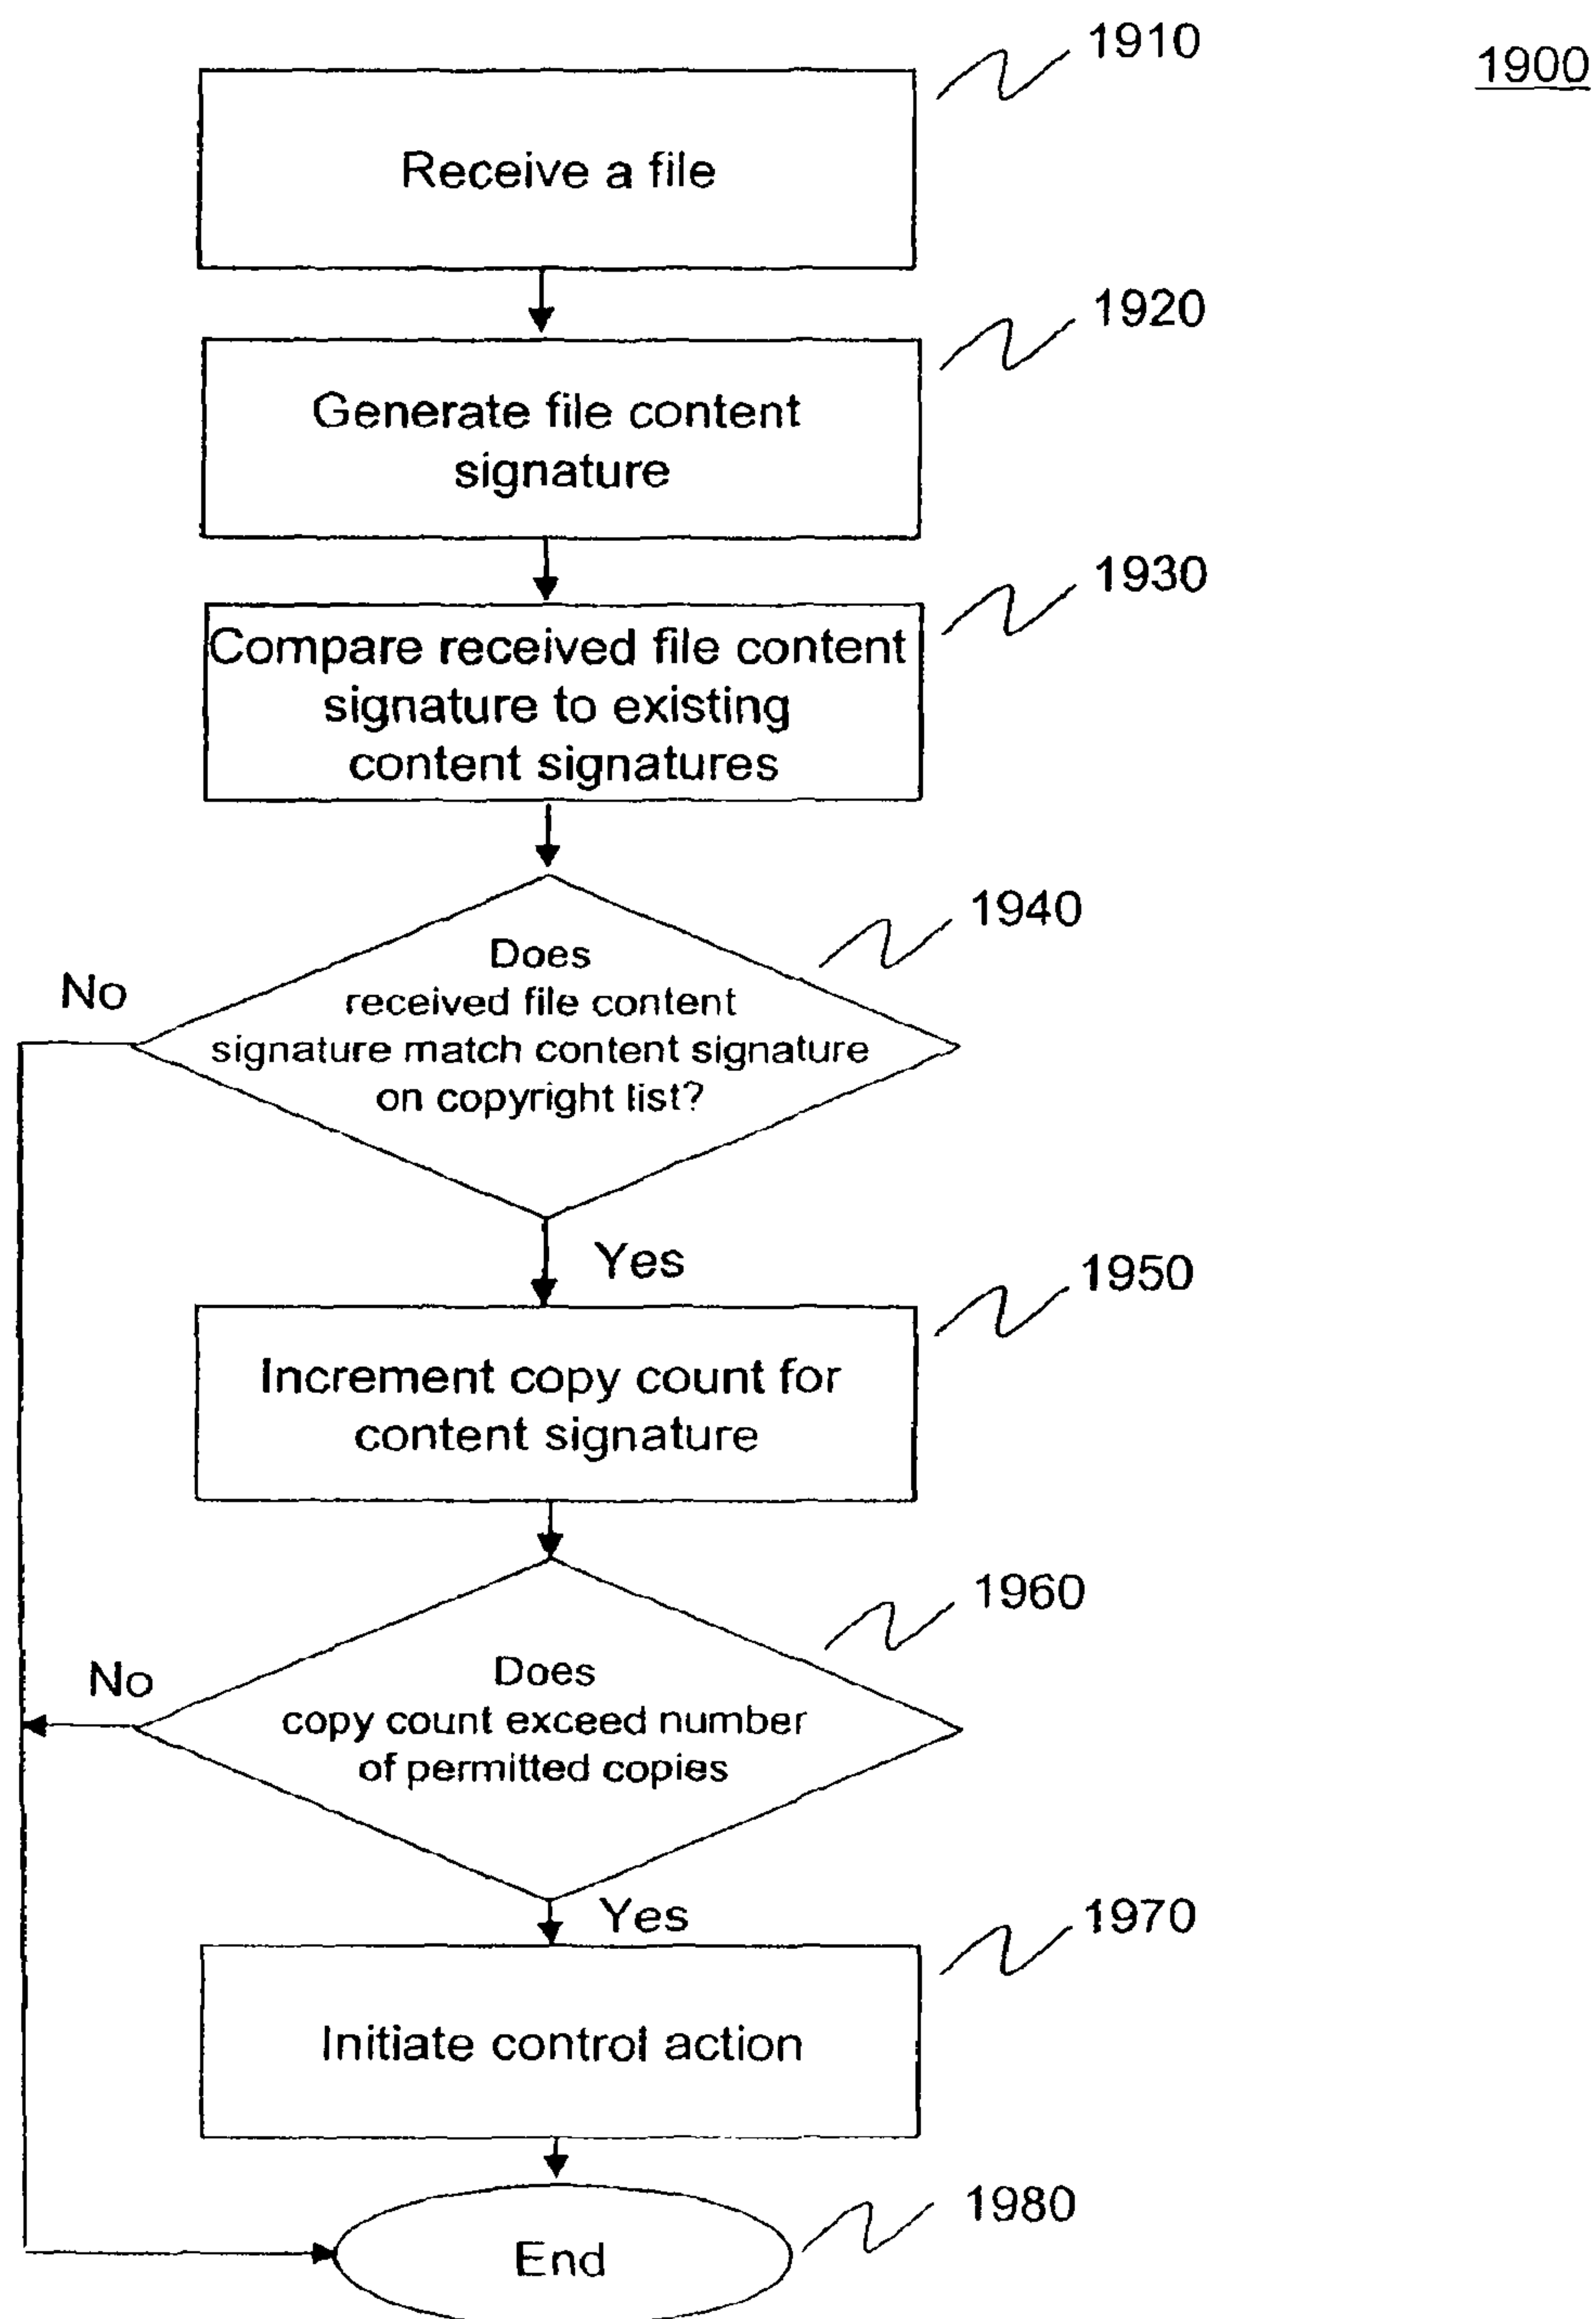 1900
1910
Receive a file
1920
Generate file content
signature
1930
Compare received file content
signature to existing
content signatures
1940
No
Does
received file content
signature match content signature
on copyright list?
Yes
1950
Increment copy count for
content signature
1960
No
Does
copy count exceed number
of permitted copies
Yes
1970
Initiate control action
1980
End